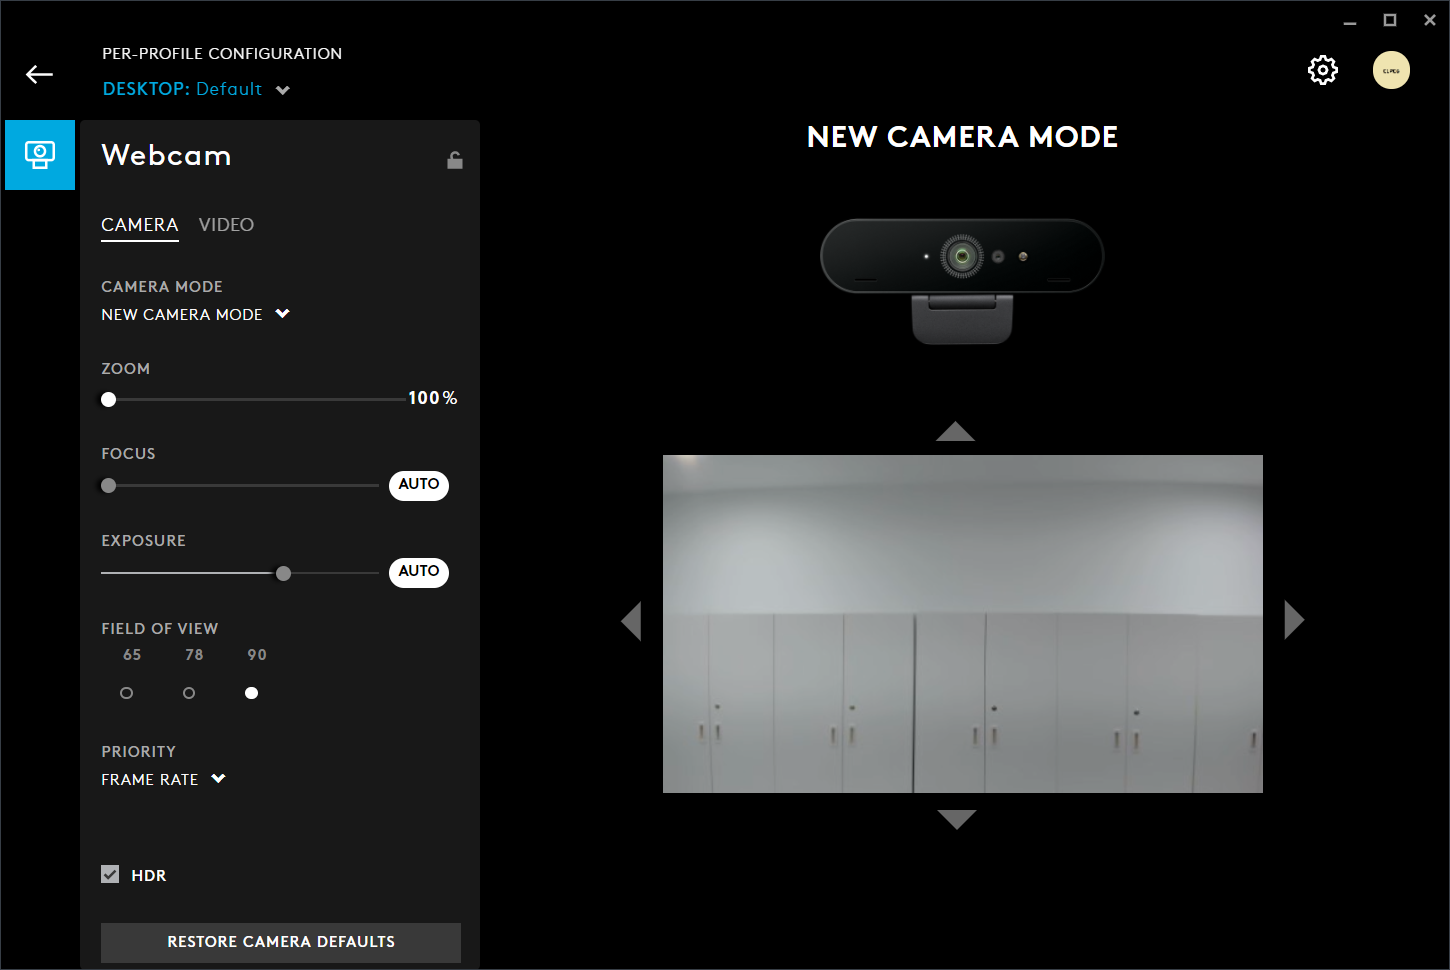 PER-PROFILE CONFIGURATION
DESKTOP: Default
Webcam
CAMERA VIDEO
CAMERA MODE
NEW CAMERA MODE
ZOOM
100%
FOCUS
AUTO
EXPOSURE
AUTO
FIELD OF VIEW
65 78 90
PRIORITY
FRAME RATE
HDR
RESTORE CAMERA DEFAULTS
NEW CAMERA MODE